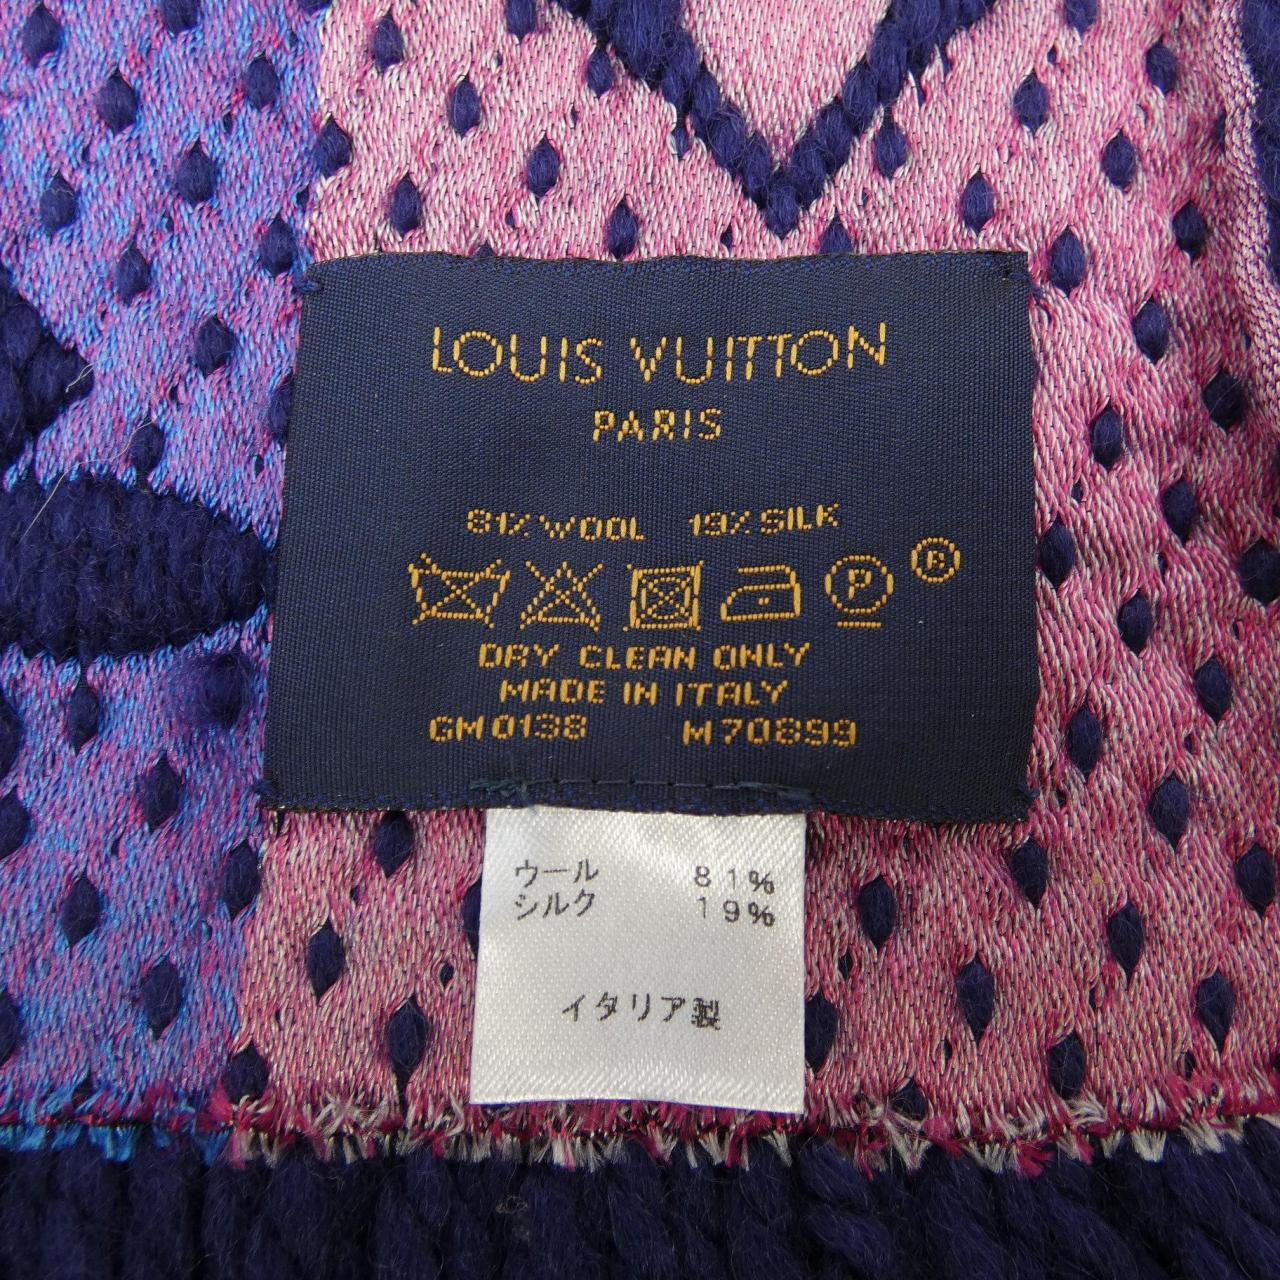 LOUIS VUITTON
PARIS
81% WOOL 19% SILK
P ®
DRY CLEAN ONLY
MADE IN ITALY
GM0138 M70899
ウール 81%
シルク 19%
イタリア製